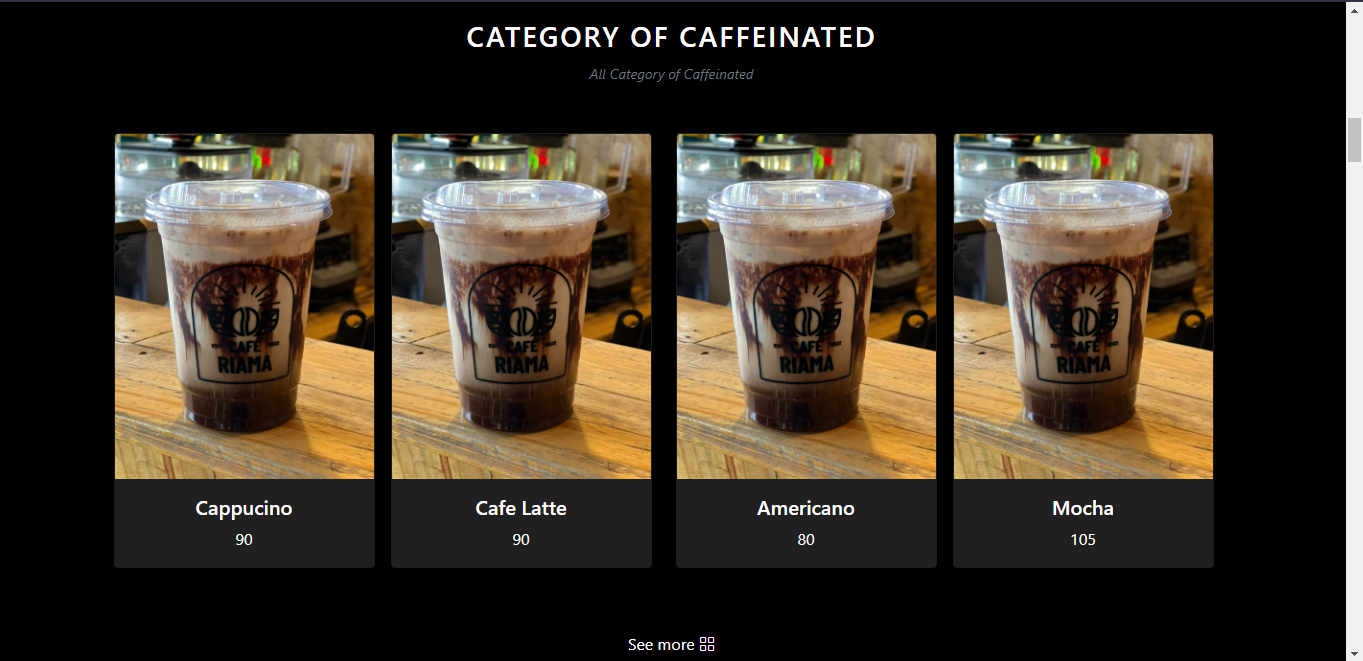 CATEGORY OF CAFFEINATED
All Category of Caffeinated
CAFE
RIAMA
CAFE
RIAMA
CAFE
RIAMA
CAFE
RIAMA
Cappucino
90
Cafe Latte
90
Americano
80
Mocha
105
See more